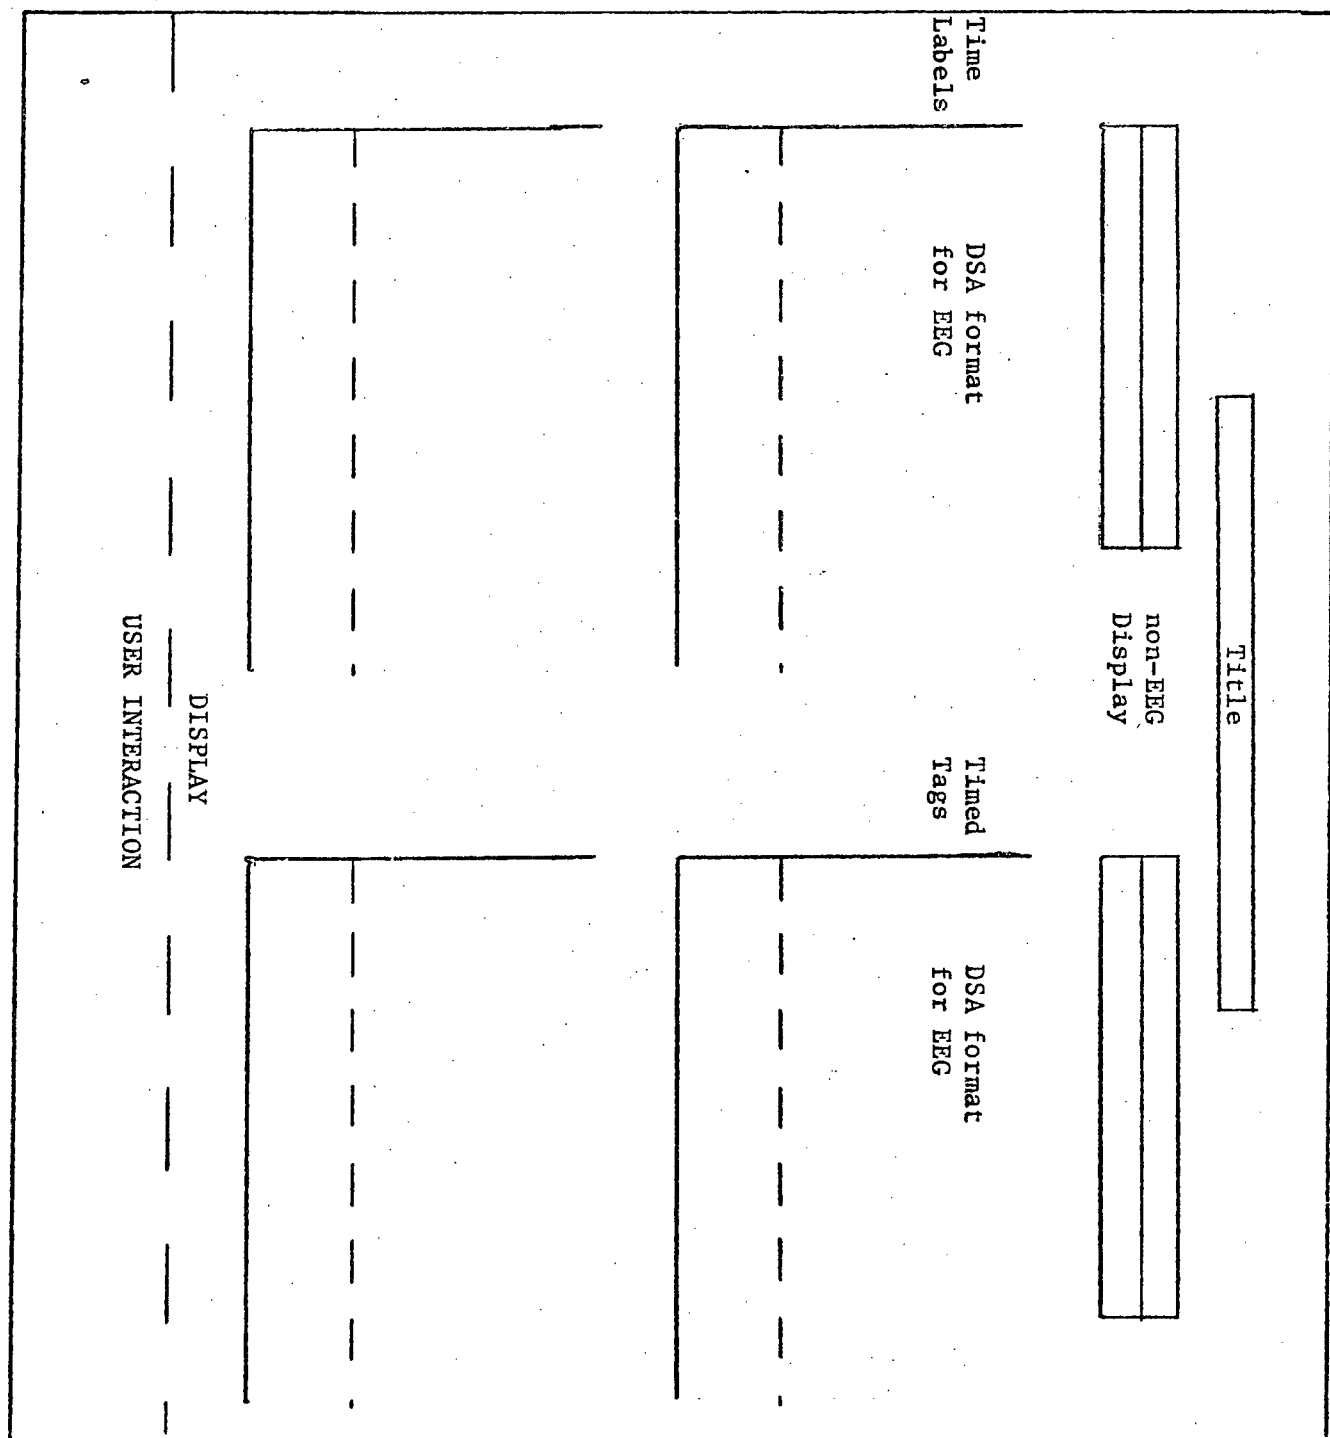 Title
non-EEG
Display
Time
Labels
DSA format
for EEG
Timed
Tags
DSA format
for EEG
DISPLAY
USER INTERACTION